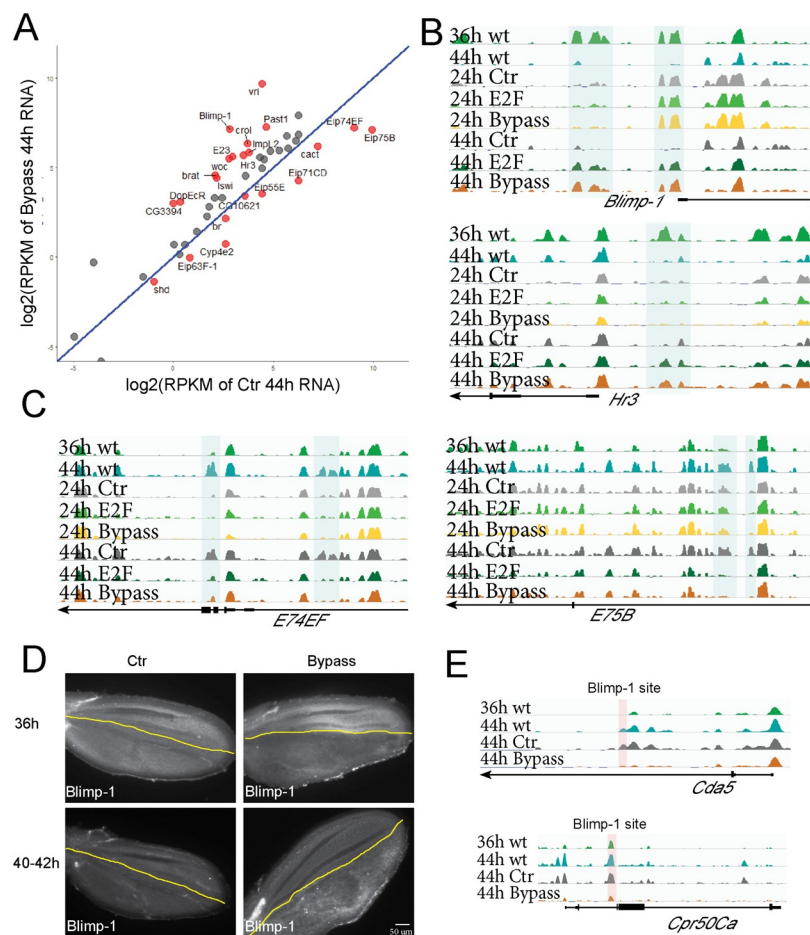 A
log2(RPKM of Bypass 44h RNA)
10
5
0
-5
0
5
10
log2(RPKM of Ctr 44h RNA)
vri
Blimp-1
Past1
Eip74EF
Eip75B
crol
ImpL2
E23
Hr3
cact
woc
brat
Iswi
Eip55E
Eip71CD
DopEcR
CG10621
CG3394
br
Cyp4e2
Eip63F-1
shd
B
36h wt
44h wt
24h Ctr
24h E2F
24h Bypass
44h Ctr
44h E2F
44h Bypass
Blimp-1
36h wt
44h wt
24h Ctr
24h E2F
24h Bypass
44h Ctr
44h E2F
44h Bypass
Hr3
C
36h wt
44h wt
24h Ctr
24h E2F
24h Bypass
44h Ctr
44h E2F
44h Bypass
E74EF
36h wt
44h wt
24h Ctr
24h E2F
24h Bypass
44h Ctr
44h E2F
44h Bypass
E75B
D
Ctr
Bypass
36h
Blimp-1
Blimp-1
40-42h
Blimp-1
Blimp-1
50 um
E
Blimp-1 site
36h wt
44h wt
44h Ctr
44h Bypass
Cda5
Blimp-1 site
36h wt
44h wt
44h Ctr
44h Bypass
Cpr50Ca